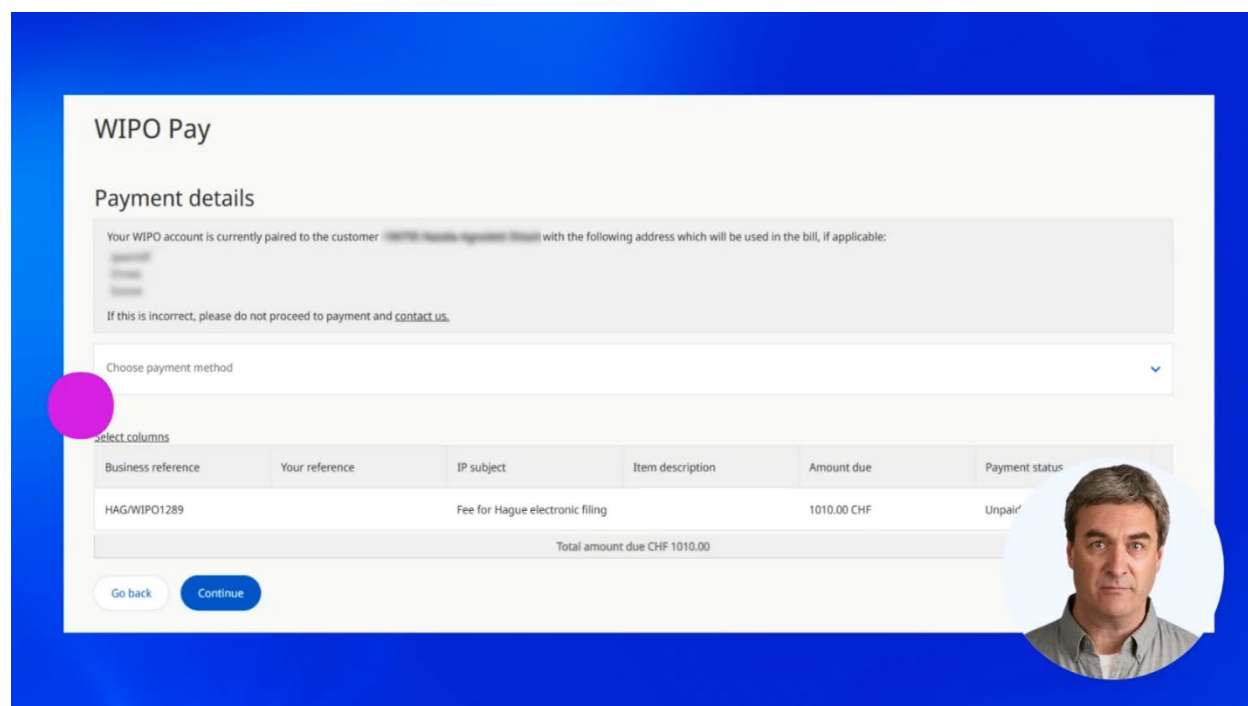 WIPO Pay
Payment details
Your WIPO account is currently paired to the customer with the following address which will be used in the bill, if applicable:
If this is incorrect, please do not proceed to payment and contact us.
Choose payment method
Select columns
Business reference Your reference IP subject Item description Amount due Payment status
HAG/WIPO1289 Fee for Hague electronic filing 1010.00 CHF
Total amount due CHF 1010.00
Go back Continue